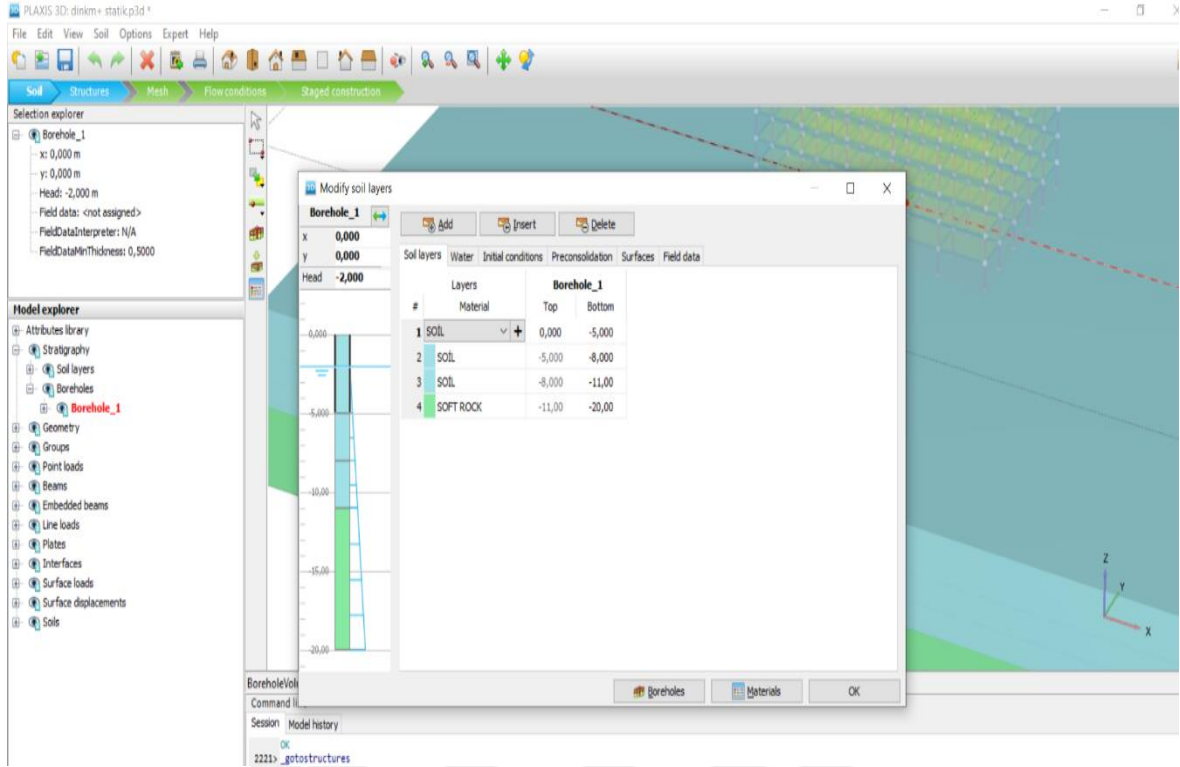 PLAXIS 3D: dinkm+ statik.p3d *
File Edit View Soil Options Expert Help
Soil Structures Mesh Flow conditions Staged construction
Selection explorer
Borehole_1
x: 0,000 m
y: 0,000 m
Head: -2,000 m
Field data: <not assigned>
FieldDataInterpreter: N/A
FieldDataMinThickness: 0,5000
Model explorer
Attributes library
Stratigraphy
Soil layers
Boreholes
Borehole_1
Geometry
Groups
Point loads
Beams
Embedded beams
Line loads
Plates
Interfaces
Surface loads
Surface displacements
Soils
Modify soil layers
Borehole_1
x 0,000
y 0,000
Head -2,000
0,000
-5,000
-10,00
-15,00
-20,00
Add Insert Delete
Soil layers Water Initial conditions Preconsolidation Surfaces Field data
Layers Borehole_1
# Material Top Bottom
1 SOİL 0,000 -5,000
2 SOİL -5,000 -8,000
3 SOİL -8,000 -11,00
4 SOFT ROCK -11,00 -20,00
Boreholes Materials OK
Z
Y
X
Session Model history
OK
2221> _gotostructures